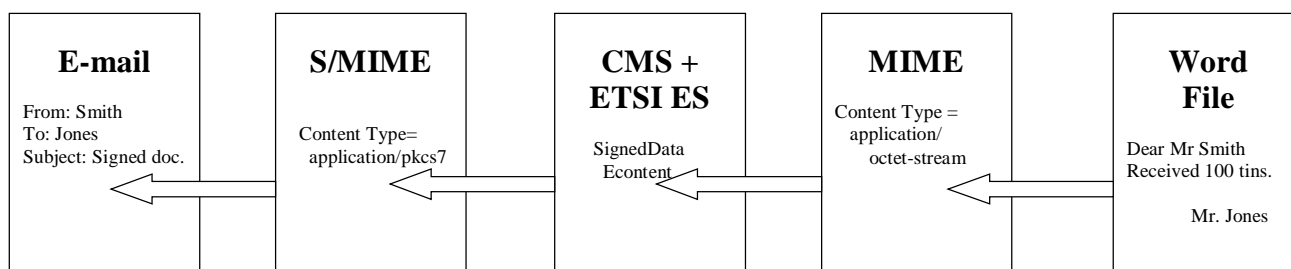 E-mail
From: Smith
To: Jones
Subject: Signed doc.
S/MIME
Content Type=
application/pkcs7
CMS +
ETSI ES
SignedData
Econtent
MIME
Content Type =
application/
octet-stream
Word
File
Dear Mr Smith
Received 100 tins.
Mr. Jones